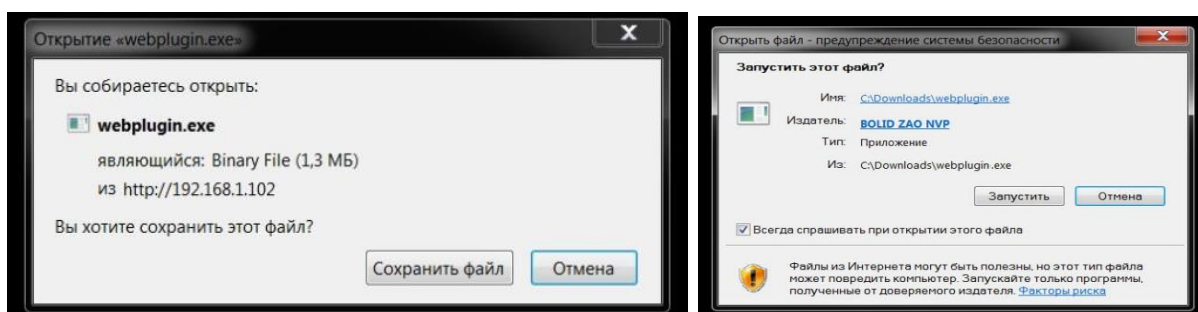 Открытие «webplugin.exe»
Вы собираетесь открыть:
webplugin.exe
являющийся: Binary File (1,3 МБ)
из http://192.168.1.102
Вы хотите сохранить этот файл?
Сохранить файл
Отмена
Открыть файл - предупреждение системы безопасности
Запустить этот файл?
Имя: C:\Downloads\webplugin.exe
Издатель: BOLID ZAO NVP
Тип: Приложение
Из: C:\Downloads\webplugin.exe
Запустить
Отмена
Всегда спрашивать при открытии этого файла
Файлы из Интернета могут быть полезны, но этот тип файла
может повредить компьютер. Запускайте только программы,
полученные от доверяемого издателя. Факторы риска